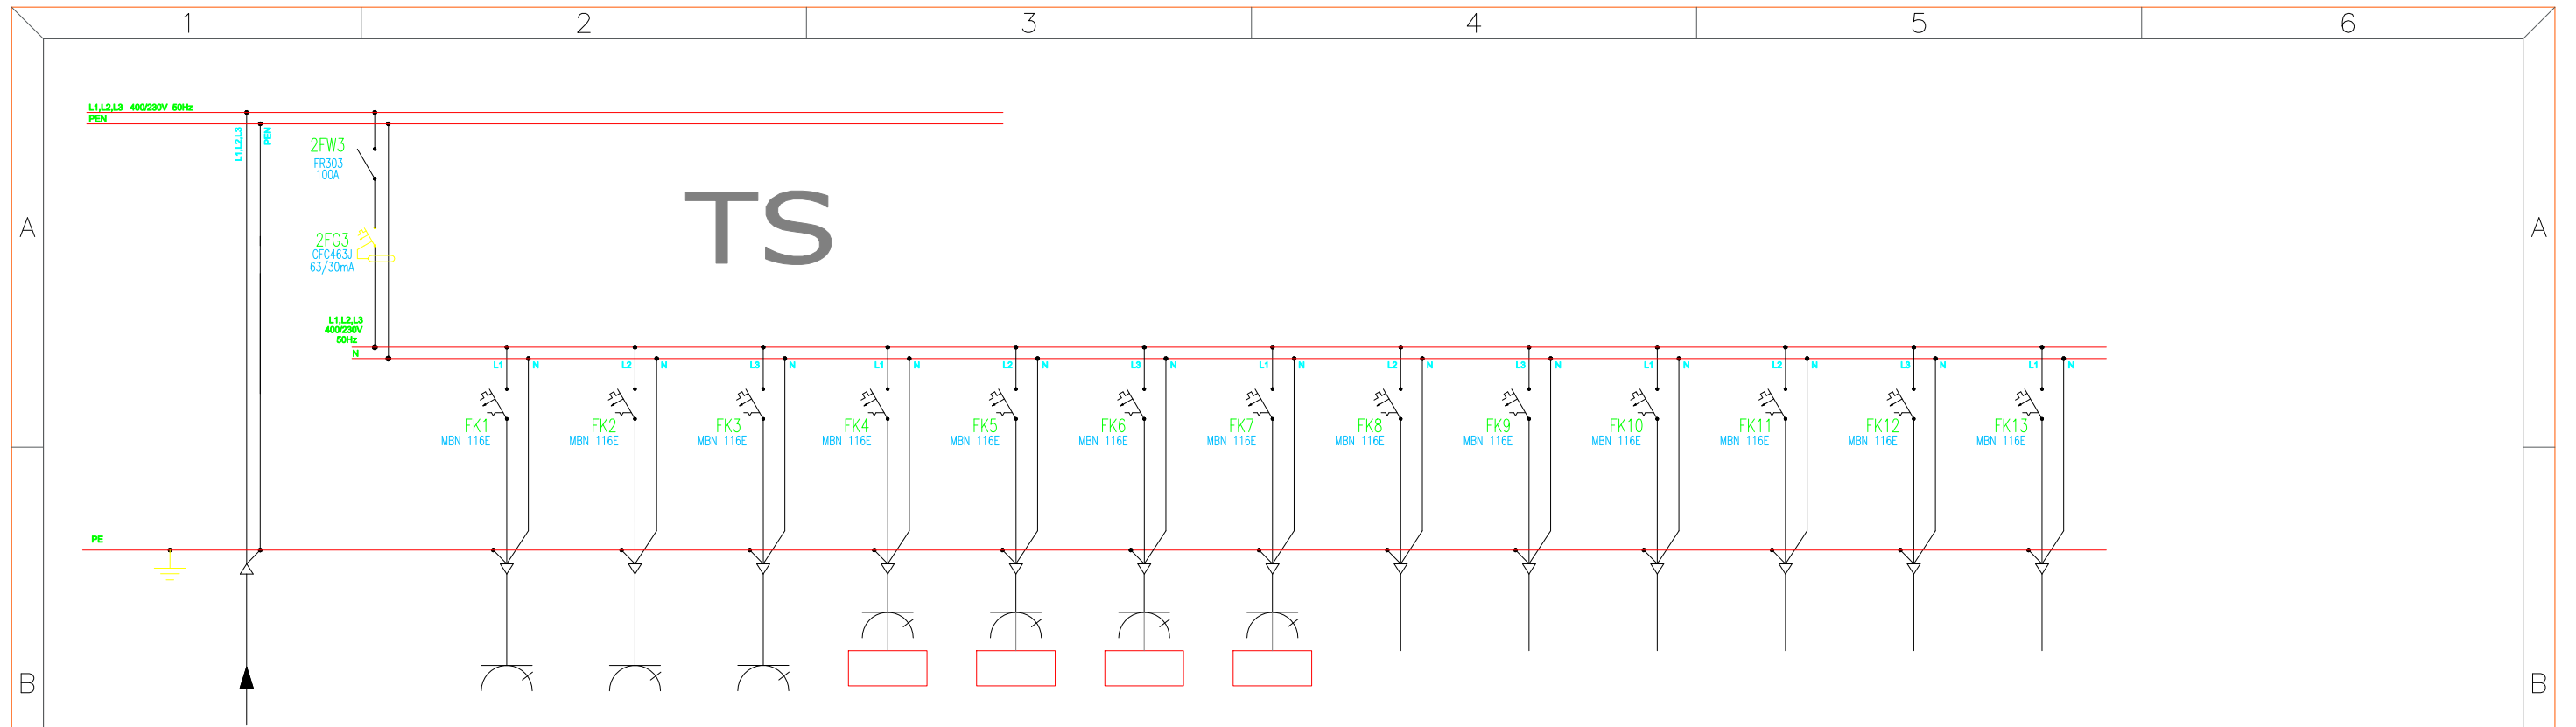 1 2 3 4 5 6
L1,L2,L3 400/230V 50Hz
PEN
L1,L2,L3
PEN
2FW3
FR303
100A
TS
A A
2FG3
CFC463J
63/30mA
L1,L2,L3
400/230V
50Hz
N
L1 N L2 N L3 N L1 N L2 N L3 N L1 N L2 N L3 N L1 N L2 N L3 N L1 N
FK1 FK2 FK3 FK4 FK5 FK6 FK7 FK8 FK9 FK10 FK11 FK12 FK13
MBN 116E MBN 116E MBN 116E MBN 116E MBN 116E MBN 116E MBN 116E MBN 116E MBN 116E MBN 116E MBN 116E MBN 116E MBN 116E
PE
B B